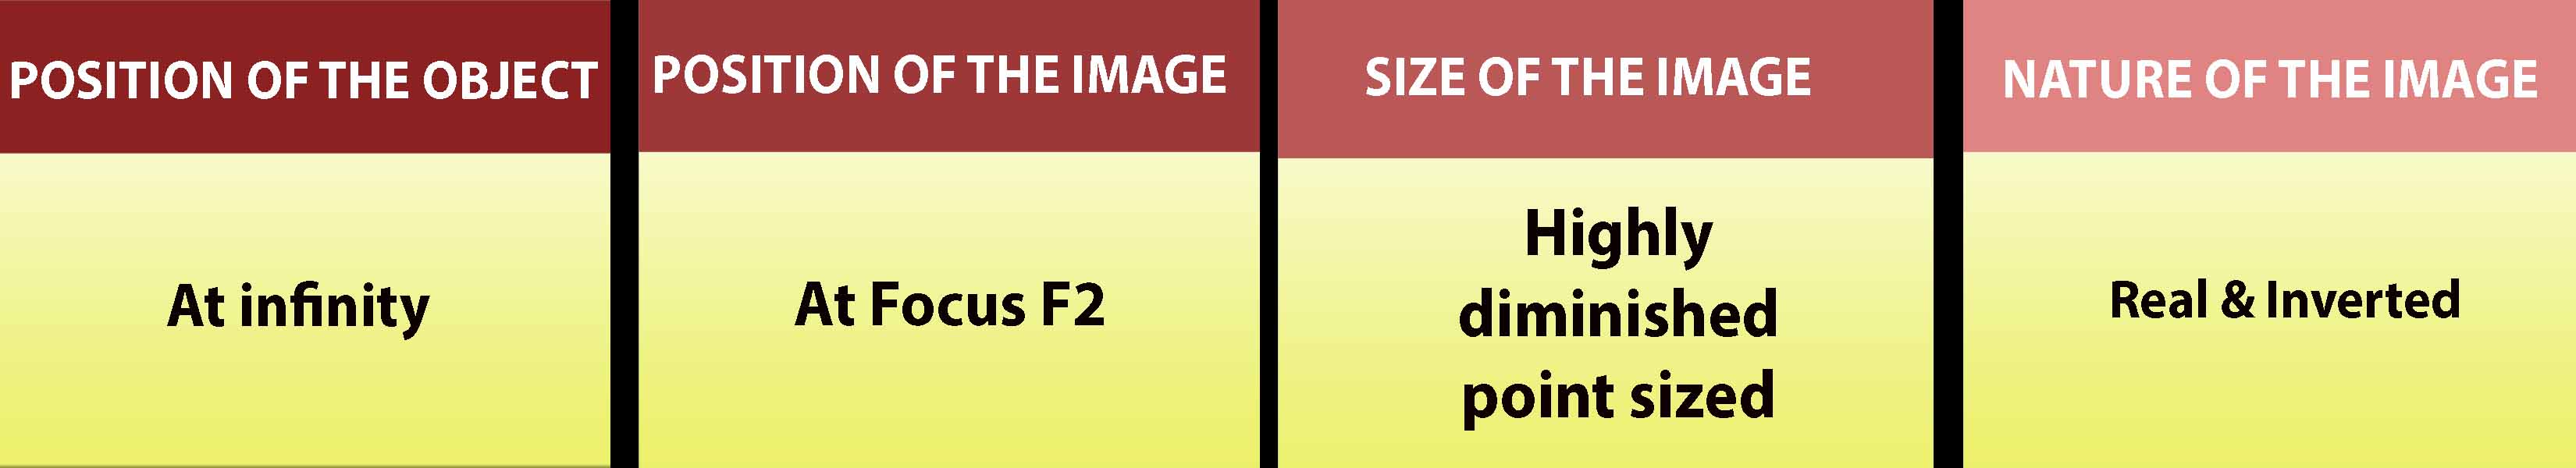 POSITION OF THE OBJECT
POSITION OF THE IMAGE
SIZE OF THE IMAGE
NATURE OF THE IMAGE
At infinity
At Focus F2
Highly
diminished
point sized
Real & Inverted